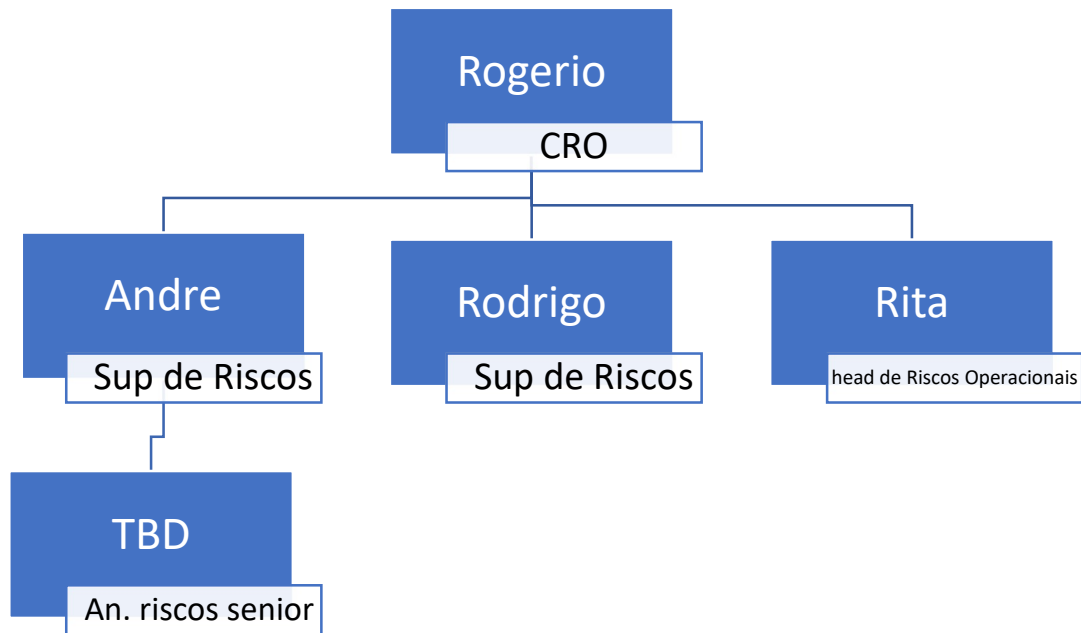 Rogerio
CRO
Andre
Sup de Riscos
Rodrigo
Sup de Riscos
Rita
head de Riscos Operacionais
TBD
An. riscos senior